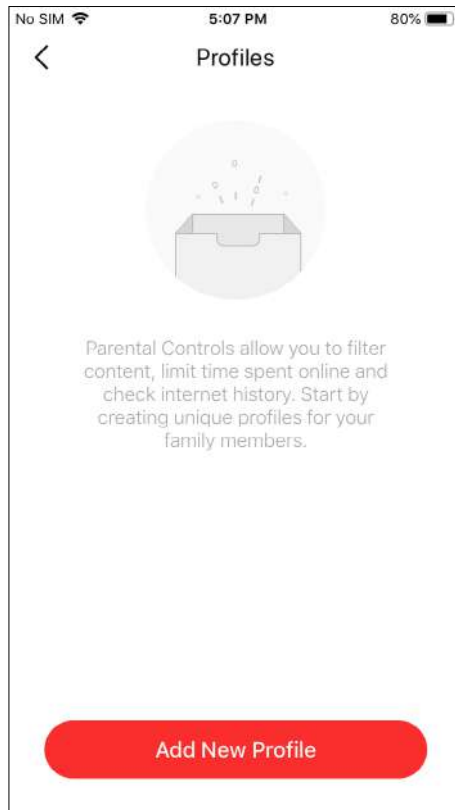 No SIM 5:07 PM 80%
Profiles
Parental Controls allow you to filter
content, limit time spent online and
check internet history. Start by
creating unique profiles for your
family members.
Add New Profile